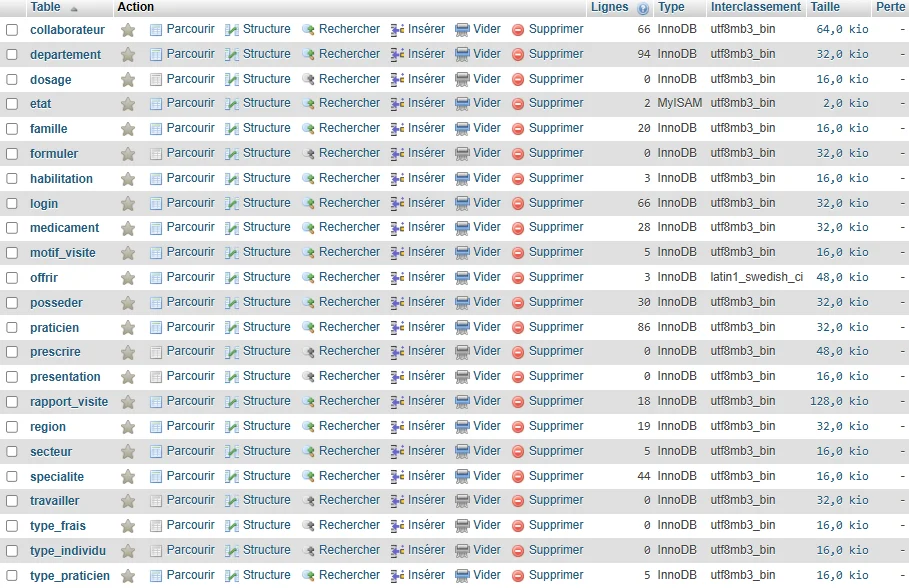 Table Action Lignes Type Interclassement Taille Perte
collaborateur Parcourir Structure Rechercher Insérer Vider Supprimer 66 InnoDB utf8mb3_bin 64,0 kio -
departement Parcourir Structure Rechercher Insérer Vider Supprimer 94 InnoDB utf8mb3_bin 32,0 kio -
dosage Parcourir Structure Rechercher Insérer Vider Supprimer 0 InnoDB utf8mb3_bin 16,0 kio -
etat Parcourir Structure Rechercher Insérer Vider Supprimer 2 MyISAM utf8mb3_bin 2,0 kio -
famille Parcourir Structure Rechercher Insérer Vider Supprimer 20 InnoDB utf8mb3_bin 16,0 kio -
formuler Parcourir Structure Rechercher Insérer Vider Supprimer 0 InnoDB utf8mb3_bin 32,0 kio -
habilitation Parcourir Structure Rechercher Insérer Vider Supprimer 3 InnoDB utf8mb3_bin 16,0 kio -
login Parcourir Structure Rechercher Insérer Vider Supprimer 66 InnoDB utf8mb3_bin 32,0 kio -
medicament Parcourir Structure Rechercher Insérer Vider Supprimer 28 InnoDB utf8mb3_bin 32,0 kio -
motif_visite Parcourir Structure Rechercher Insérer Vider Supprimer 5 InnoDB utf8mb3_bin 16,0 kio -
offrir Parcourir Structure Rechercher Insérer Vider Supprimer 3 InnoDB latin1_swedish_ci 48,0 kio -
posseder Parcourir Structure Rechercher Insérer Vider Supprimer 30 InnoDB utf8mb3_bin 32,0 kio -
praticien Parcourir Structure Rechercher Insérer Vider Supprimer 86 InnoDB utf8mb3_bin 32,0 kio -
prescrire Parcourir Structure Rechercher Insérer Vider Supprimer 0 InnoDB utf8mb3_bin 48,0 kio -
presentation Parcourir Structure Rechercher Insérer Vider Supprimer 0 InnoDB utf8mb3_bin 16,0 kio -
rapport_visite Parcourir Structure Rechercher Insérer Vider Supprimer 18 InnoDB utf8mb3_bin 128,0 kio -
region Parcourir Structure Rechercher Insérer Vider Supprimer 19 InnoDB utf8mb3_bin 32,0 kio -
secteur Parcourir Structure Rechercher Insérer Vider Supprimer 5 InnoDB utf8mb3_bin 16,0 kio -
specialite Parcourir Structure Rechercher Insérer Vider Supprimer 44 InnoDB utf8mb3_bin 16,0 kio -
travailler Parcourir Structure Rechercher Insérer Vider Supprimer 0 InnoDB utf8mb3_bin 32,0 kio -
type_frais Parcourir Structure Rechercher Insérer Vider Supprimer 0 InnoDB utf8mb3_bin 16,0 kio -
type_individu Parcourir Structure Rechercher Insérer Vider Supprimer 0 InnoDB utf8mb3_bin 16,0 kio -
type_praticien Parcourir Structure Rechercher Insérer Vider Supprimer 5 InnoDB utf8mb3_bin 16,0 kio -